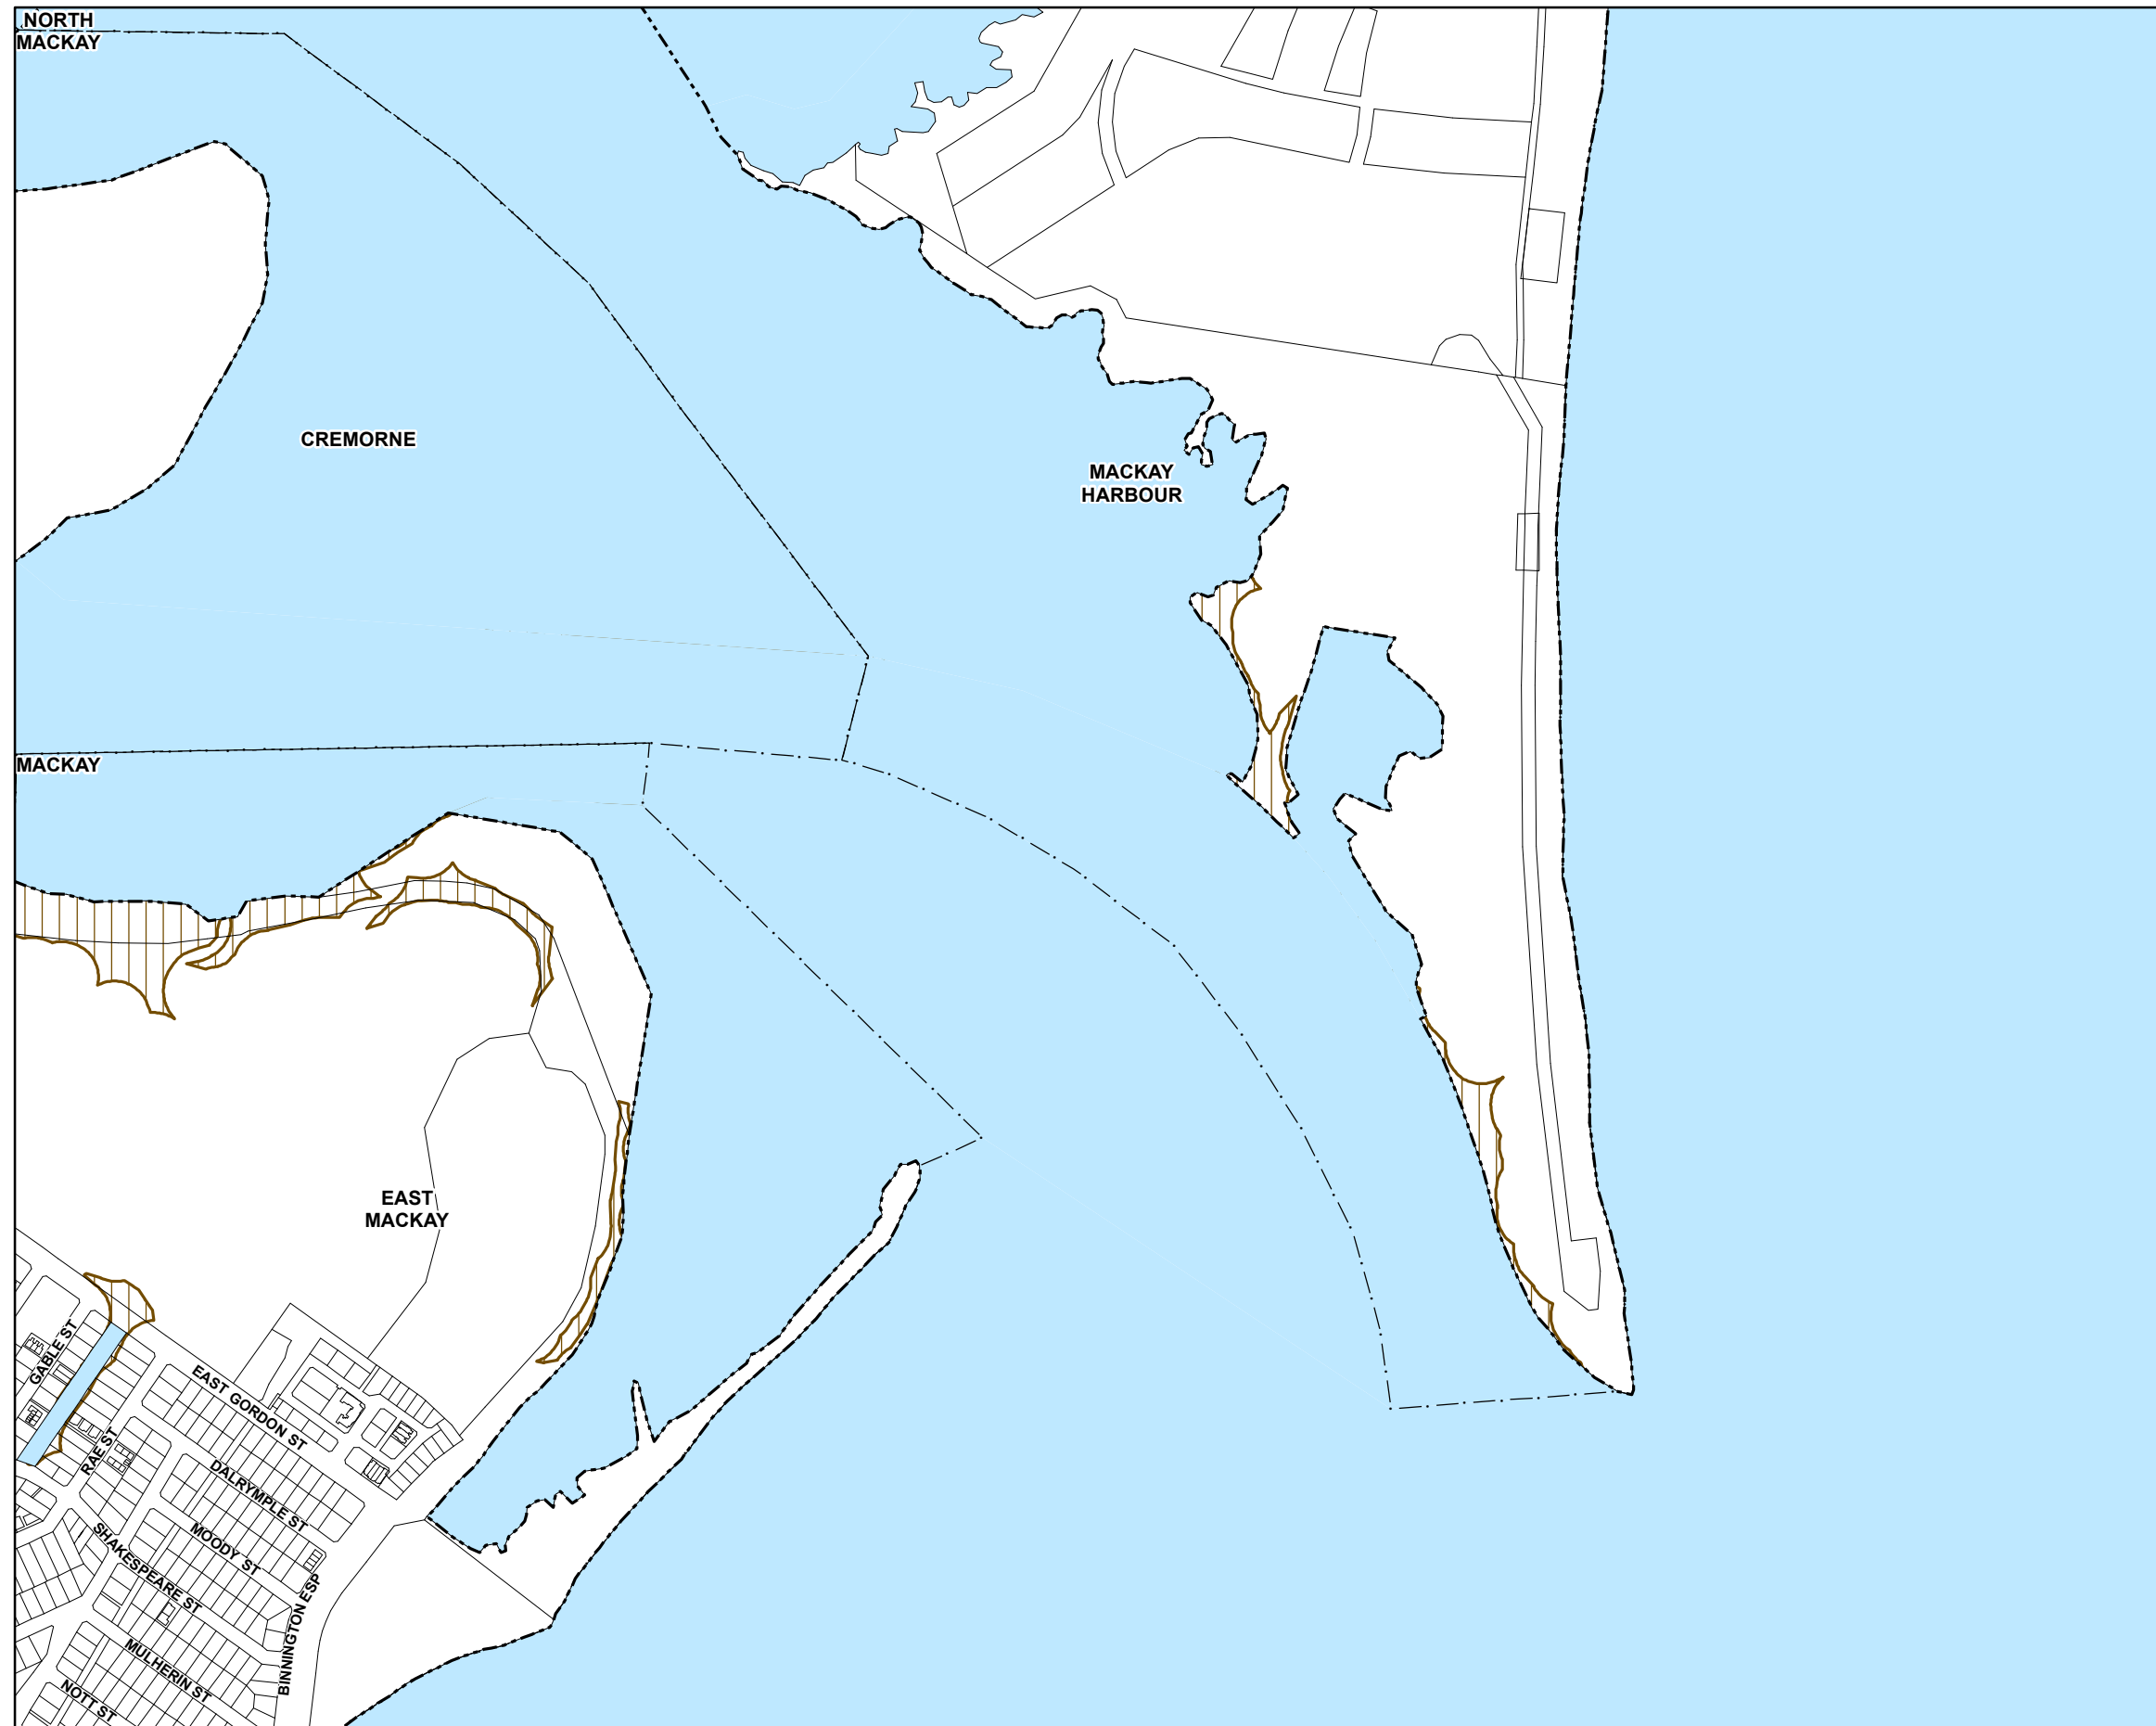 NORTH
MACKAY
CREMORNE
MACKAY
HARBOUR
MACKAY
EAST
MACKAY
GABLE ST
EAST GORDON ST
RAE ST
DALRYMPLE ST
MOODY ST
SHAKESPEARE ST
BINNINGTON ESP
MULHERIN ST
NOTT ST